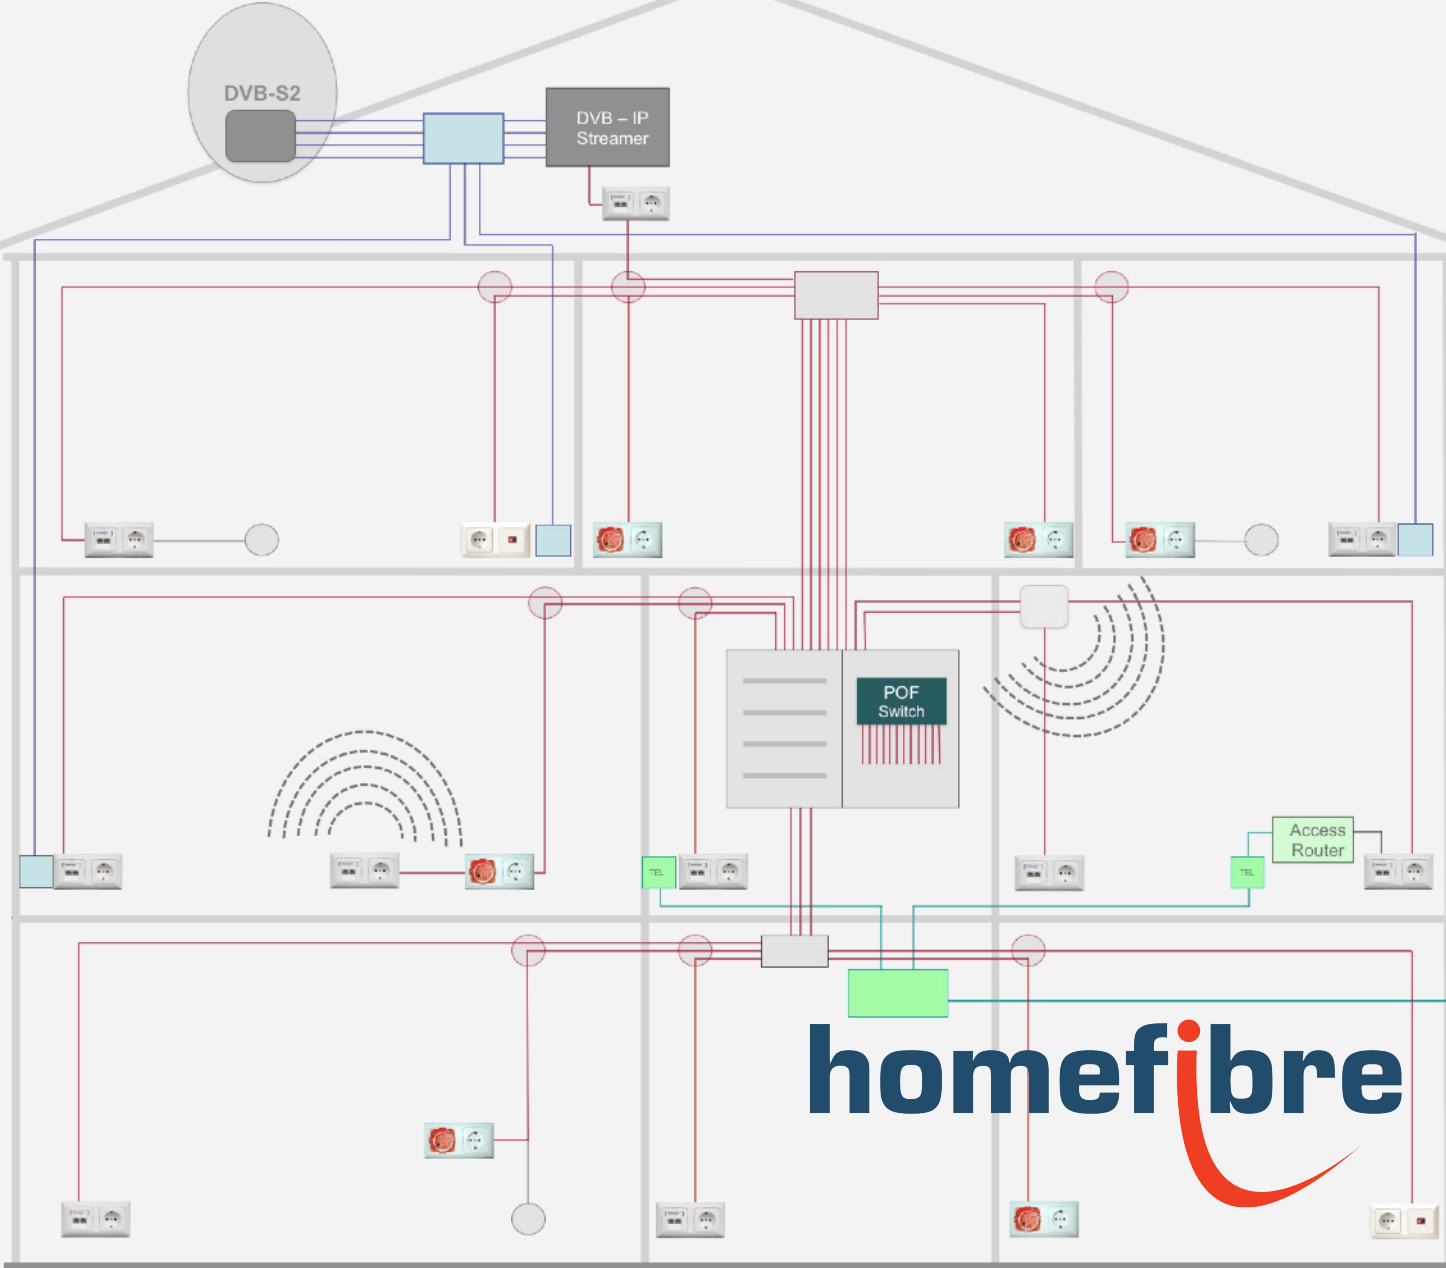 DVB-S2
DVB – IP
Streamer
POF
Switch
TEL
TEL
Access
Router
homefibre